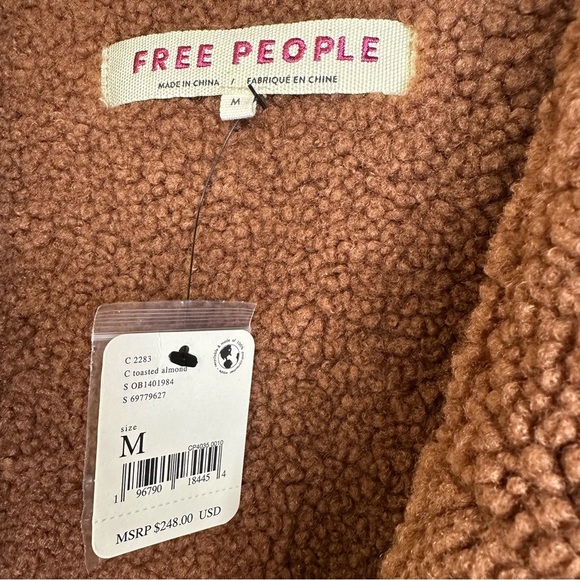 FREE PEOPLE
MADE IN CHINA / FABRIQUÉ EN CHINE
M
C 2283
C toasted almond
S OB1401984
S 69779627
size
M
CP4035.0010
1 96790 18445 4
MSRP $248.00 USD